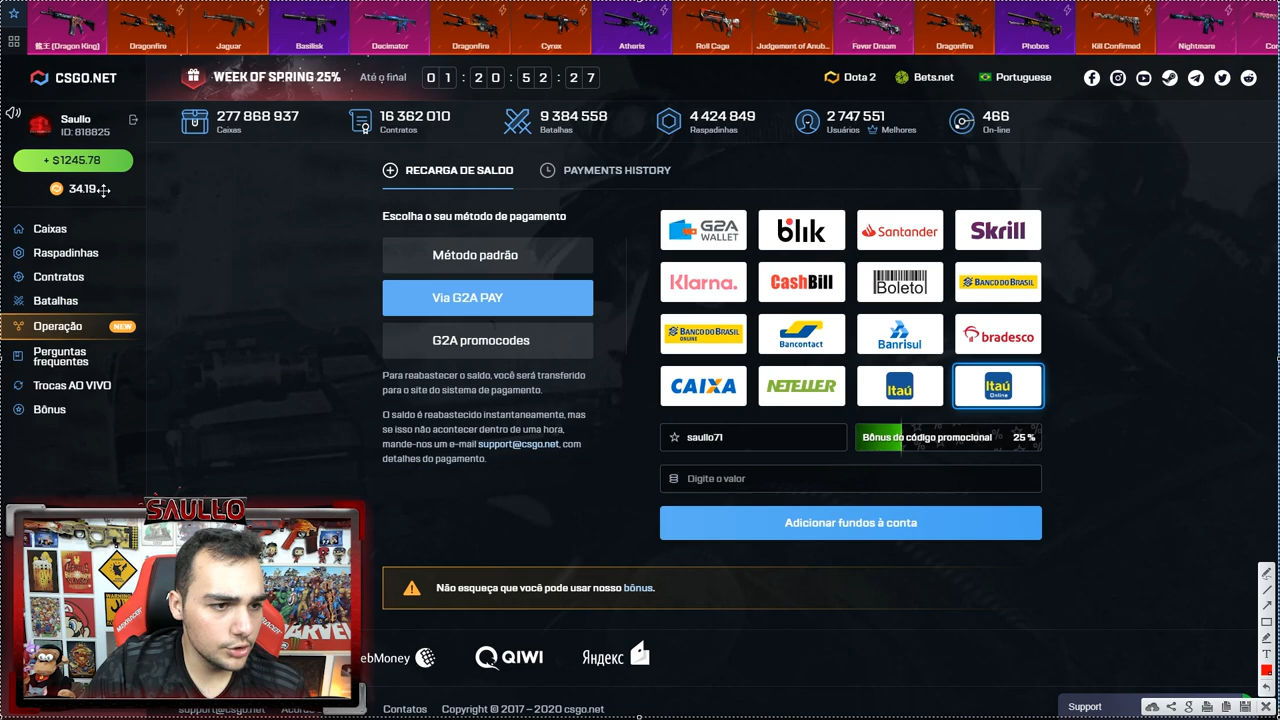 龍王 (Dragon King)
Dragonfire
Jaguar
Basilisk
Decimator
Dragonfire
Cyrex
Atheris
Roll Cage
Judgement of Anub...
Fever Dream
Dragonfire
Phobos
Kill Confirmed
Nightmare
CSGO.NET
WEEK OF SPRING 25%
Até o final
01:20:52:27
Dota 2
Bets.net
Portuguese
Saullo
ID: 818825
277 868 937
Caixas
16 362 010
Contratos
9 384 558
Batalhas
4 424 849
Raspadinhas
2 747 551
Usuários
Melhores
466
On-line
+ $1245.78
34.19
Caixas
Raspadinhas
Contratos
Batalhas
Operação NEW
Perguntas
frequentes
Trocas AO VIVO
Bônus
RECARGA DE SALDO
PAYMENTS HISTORY
Escolha o seu método de pagamento
Método padrão
Via G2A PAY
G2A promocodes
Para reabastecer o saldo, você será transferido
para o site do sistema de pagamento.
O saldo é reabastecido instantaneamente, mas
se isso não acontecer dentro de uma hora,
mande-nos um e-mail support@csgo.net, com
detalhes do pagamento.
G2A
WALLET
blik
Santander
Skrill
Klarna.
CashBill
Boleto
BANCO DO BRASIL
BANCO DO BRASIL
ONLINE
Bancontact
Banrisul
bradesco
CAIXA
NETELLER
Itaú
Itaú
Online
saullo71
Bônus do código promocional 25 %
Digite o valor
Adicionar fundos à conta
Não esqueça que você pode usar nosso bônus.
SAULLO
MAXRACER
ebMoney
QIWI
Яндекс
support@csgo.net
Contatos
Copyright © 2017 – 2020 csgo.net
Support